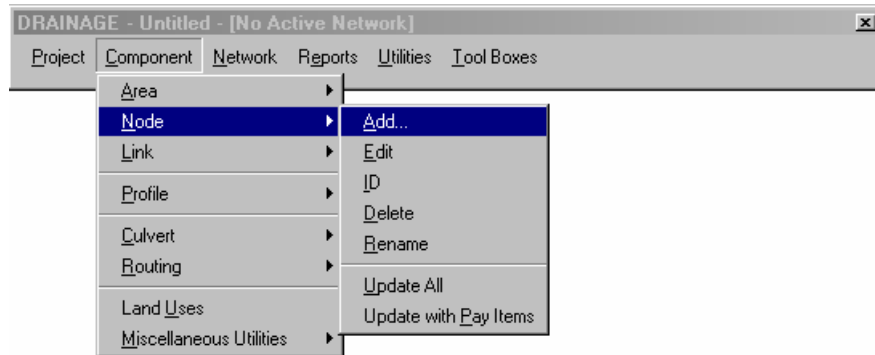 DRAINAGE - Untitled - [No Active Network]
Project Component Network Reports Utilities Tool Boxes
Area
Node
Link
Profile
Culvert
Routing
Land Uses
Miscellaneous Utilities
Add...
Edit
ID
Delete
Rename
Update All
Update with Pay Items